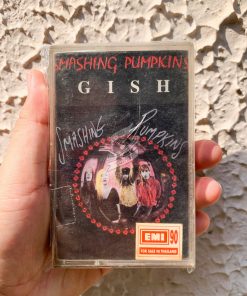 SMASHING PUMPKINS
GISH
SMASHING PUMPKINS
EMI 90
FOR SALE IN THAILAND